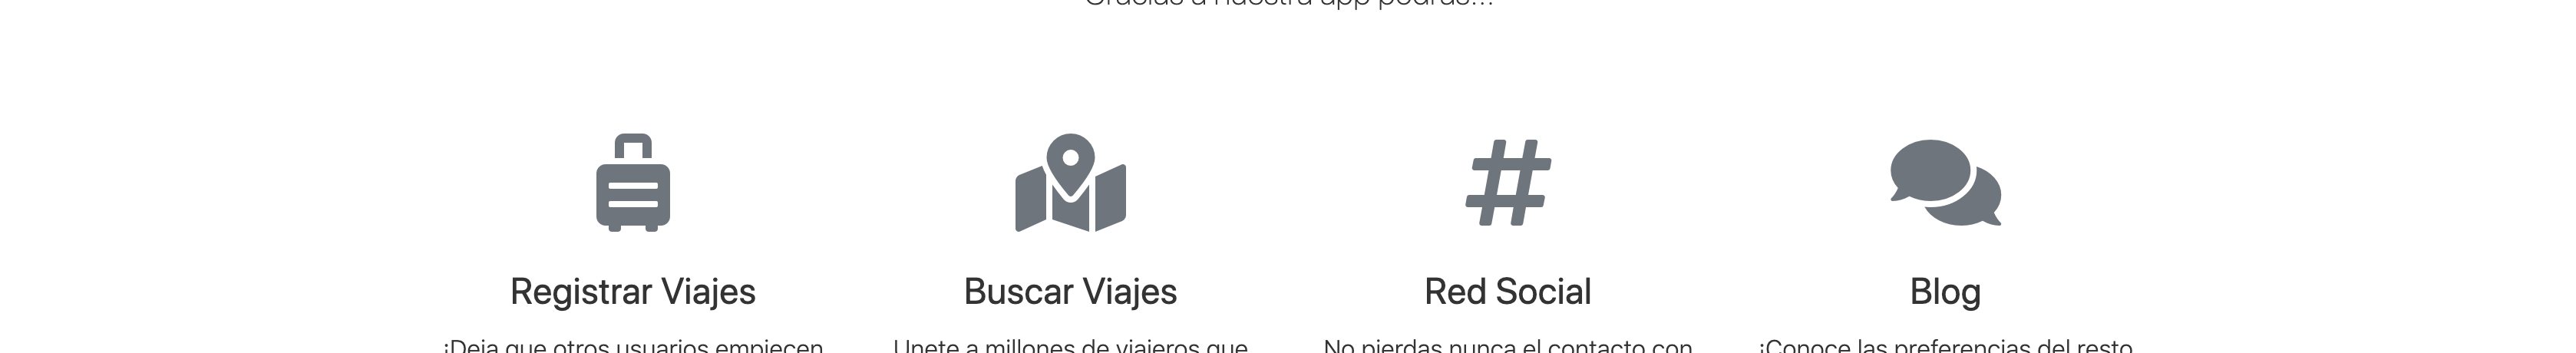 Gracias a nuestra app podrás...
Registrar Viajes
Buscar Viajes
Red Social
Blog
¡Deja que otros usuarios empiecen
Unete a millones de viajeros que
No pierdas nunca el contacto con
¡Conoce las preferencias del resto